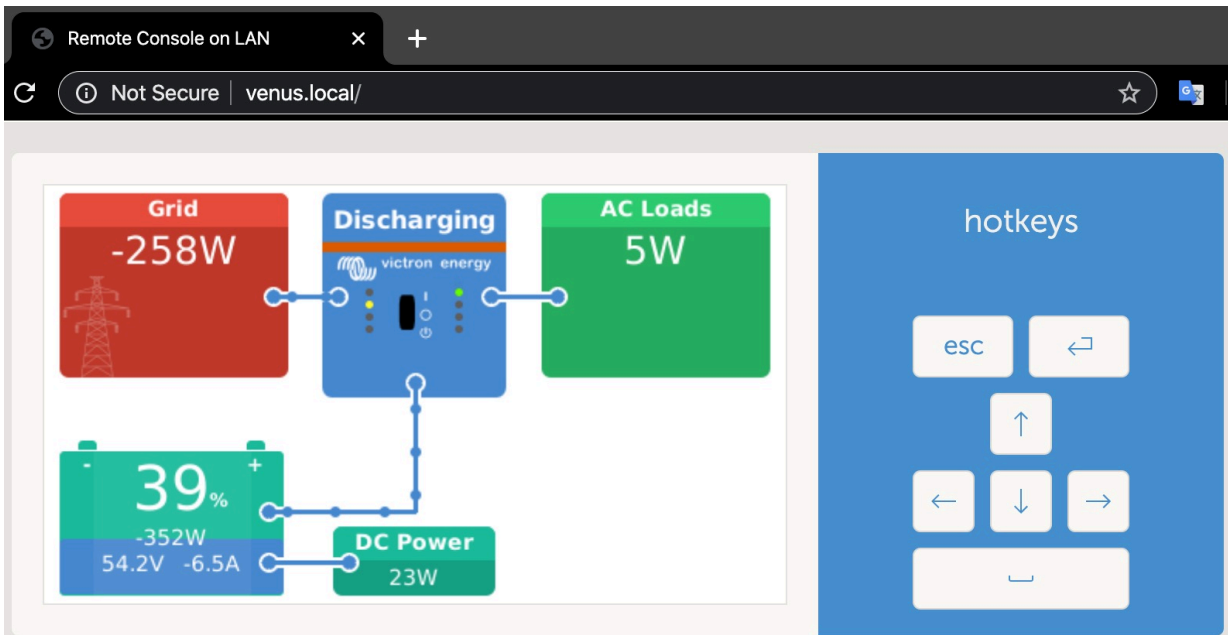 Remote Console on LAN
Not Secure venus.local/
Grid
-258W
Discharging
victron energy
AC Loads
5W
- +
39%
-352W
54.2V -6.5A
DC Power
23W
hotkeys
esc